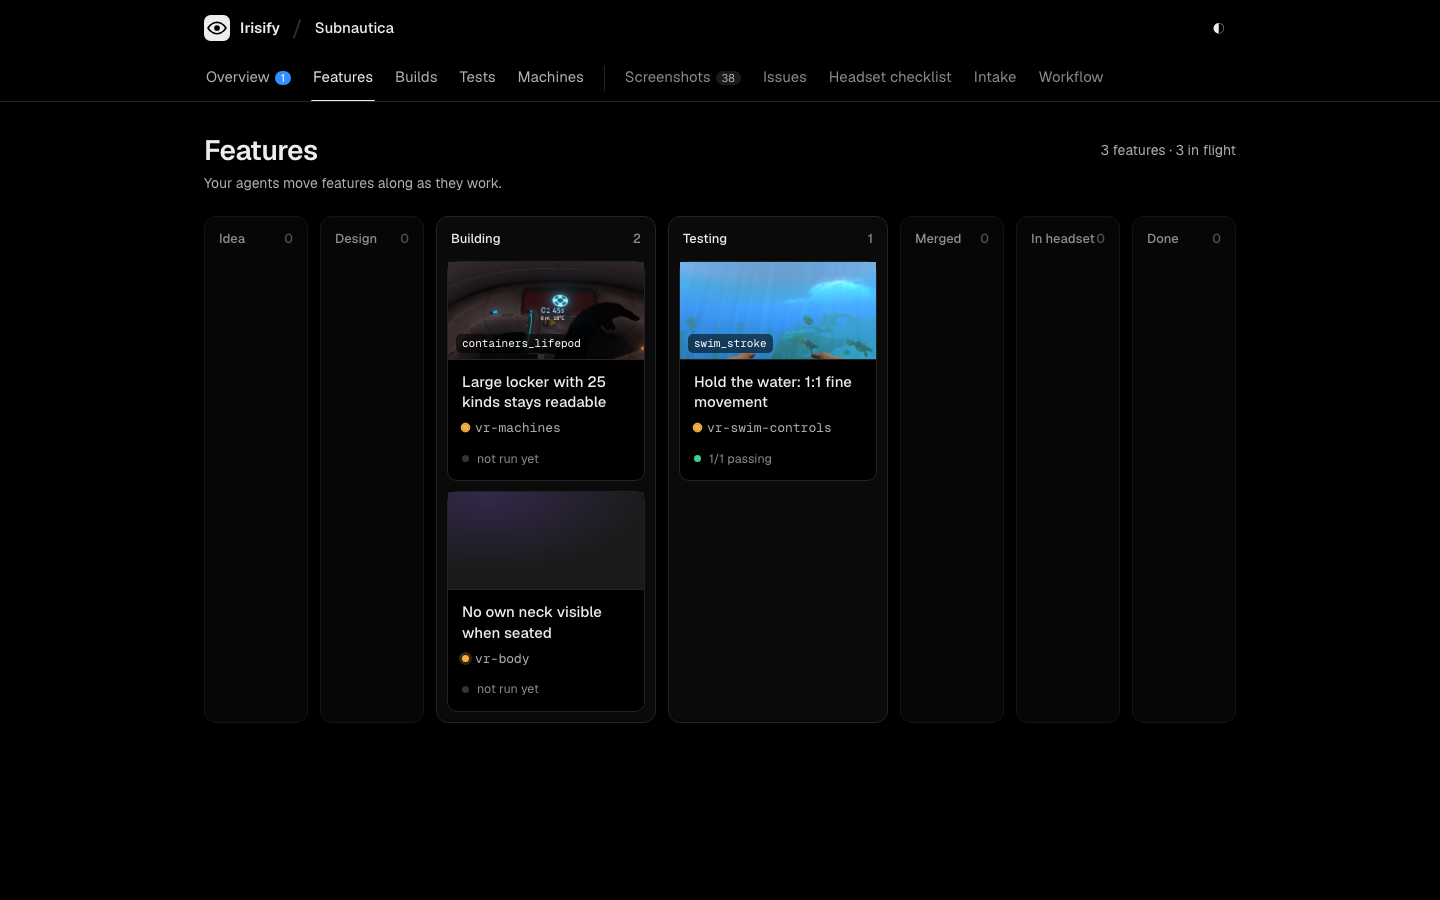 Irisify / Subnautica
Overview 1 Features Builds Tests Machines Screenshots 38 Issues Headset checklist Intake Workflow
Features
3 features · 3 in flight
Your agents move features along as they work.
Idea 0
Design 0
Building 2
Testing 1
Merged 0
In headset 0
Done 0
containers_lifepod
Large locker with 25
kinds stays readable
vr-machines
not run yet
No own neck visible
when seated
vr-body
not run yet
swim_stroke
Hold the water: 1:1 fine
movement
vr-swim-controls
1/1 passing